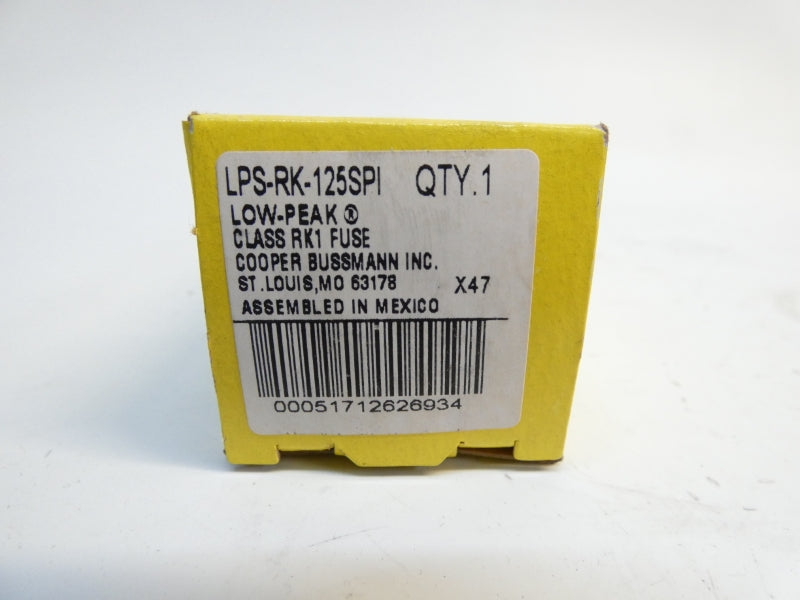 LPS-RK-125SPI QTY.1
LOW-PEAK ®
CLASS RK1 FUSE
COOPER BUSSMANN INC.
ST.LOUIS,MO 63178 X47
ASSEMBLED IN MEXICO
00051712626934